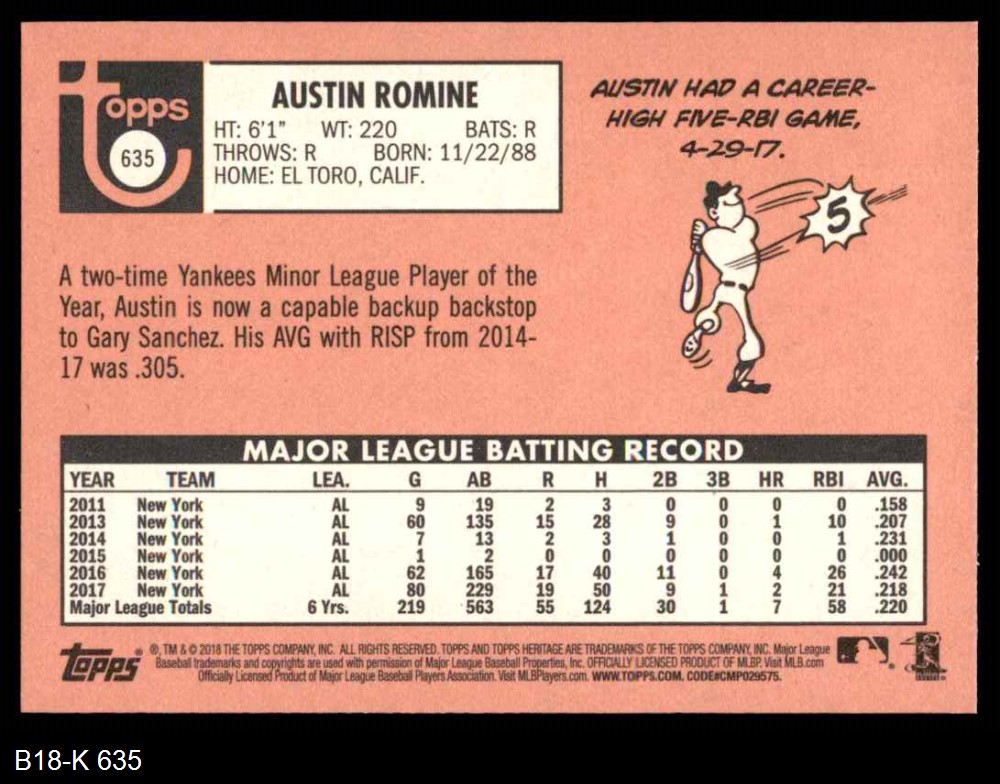 topps
635
AUSTIN ROMINE
HT: 6'1" WT: 220 BATS: R
THROWS: R BORN: 11/22/88
HOME: EL TORO, CALIF.
AUSTIN HAD A CAREER-
HIGH FIVE-RBI GAME,
4-29-17.
5
A two-time Yankees Minor League Player of the
Year, Austin is now a capable backup backstop
to Gary Sanchez. His AVG with RISP from 2014-
17 was .305.
MAJOR LEAGUE BATTING RECORD
YEAR TEAM LEA. G AB R H 2B 3B HR RBI AVG.
2011 New York AL 9 19 2 3 0 0 0 0 .158
2013 New York AL 60 135 15 28 9 0 1 10 .207
2014 New York AL 7 13 2 3 1 0 0 1 .231
2015 New York AL 1 2 0 0 0 0 0 0 .000
2016 New York AL 62 165 17 40 11 0 4 26 .242
2017 New York AL 80 229 19 50 9 1 2 21 .218
Major League Totals 6 Yrs. 219 563 55 124 30 1 7 58 .220
topps
®, TM & © 2018 THE TOPPS COMPANY, INC. ALL RIGHTS RESERVED. TOPPS AND TOPPS HERITAGE ARE TRADEMARKS OF THE TOPPS COMPANY, INC. Major League
Baseball trademarks and copyrights are used with permission of Major League Baseball Properties, Inc. OFFICIALLY LICENSED PRODUCT OF MLBP. Visit MLB.com
Officially Licensed Product of Major League Baseball Players Association. Visit MLBPlayers.com. WWW.TOPPS.COM. CODE#CMP029575.
B18-K 635